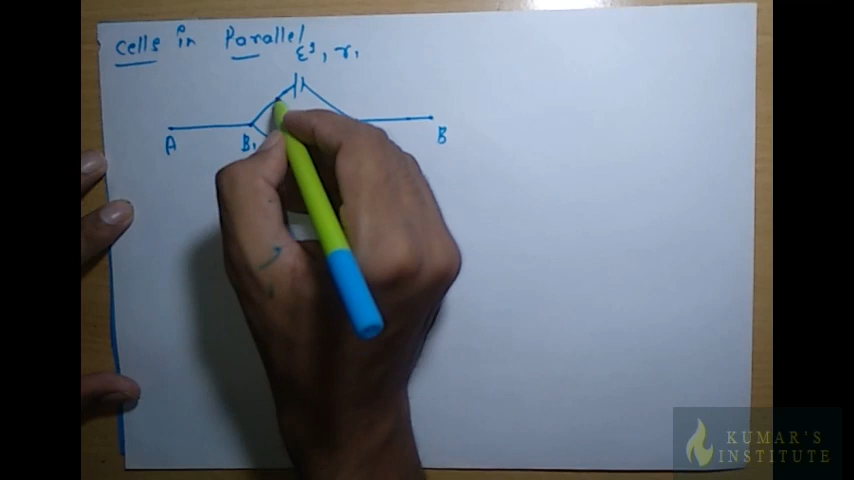 Cells in Parallel
ε₁, r₁
A B₁ B
KUMAR'S
INSTITUTE